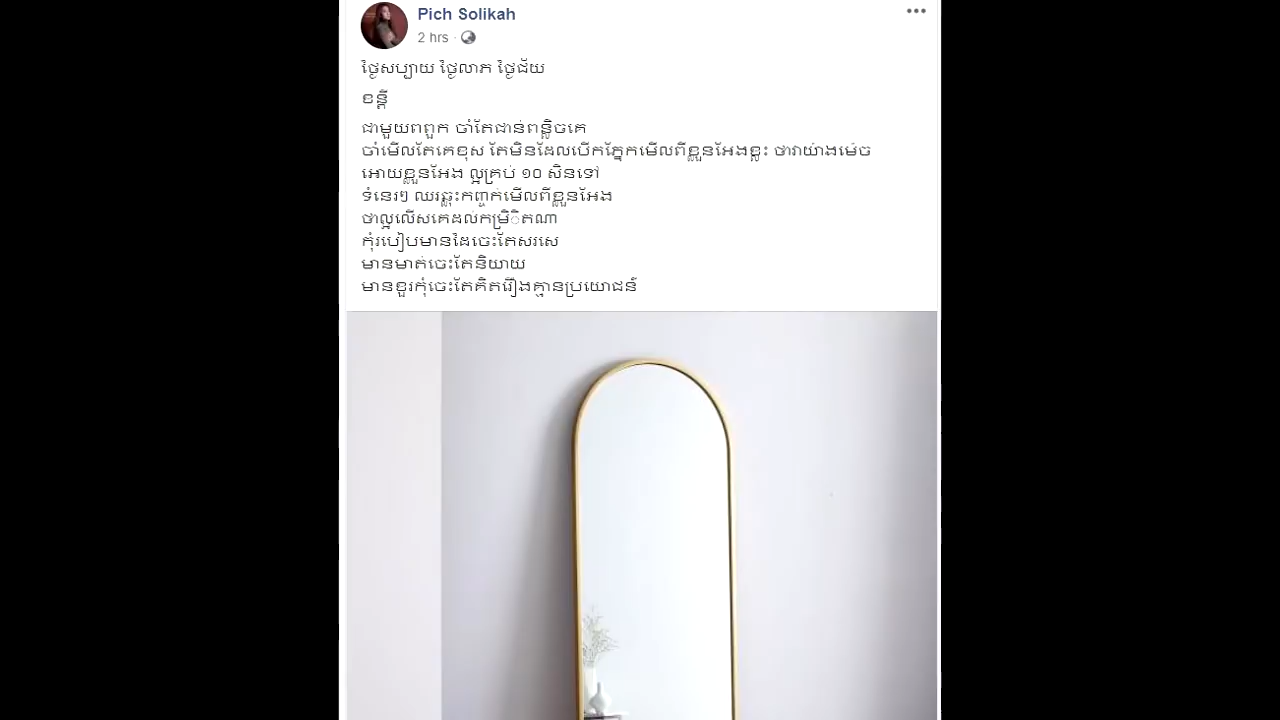 Pich Solikah
2 hrs ·
ថ្ងៃសប្បាយ ថ្ងៃលាភ ថ្ងៃជ័យ
ខន្តី
ជាមួយពពួក ចាំតែជាន់ពន្លិចគេ
ចាំមើលតែគេខុស តែមិនដែលបើកភ្នែកមើលពីខ្លួនអែងខ្លះ ថាវាយ៉ាងម៉េច
អោយខ្លួនអែង ល្អគ្រប់ ១០ សិនទៅ
ទំនេរៗ ឈរឆ្លុះកញ្ចក់មើលពីខ្លួនអែង
ថាល្អលើសគេដល់កម្រិិតណា
កុំរបៀបមានដៃចេះតែសរសេ
មានមាត់ចេះតែនិយាយ
មានខួរកុំចេះតែគិតរឿងគ្មានប្រយោជន៍